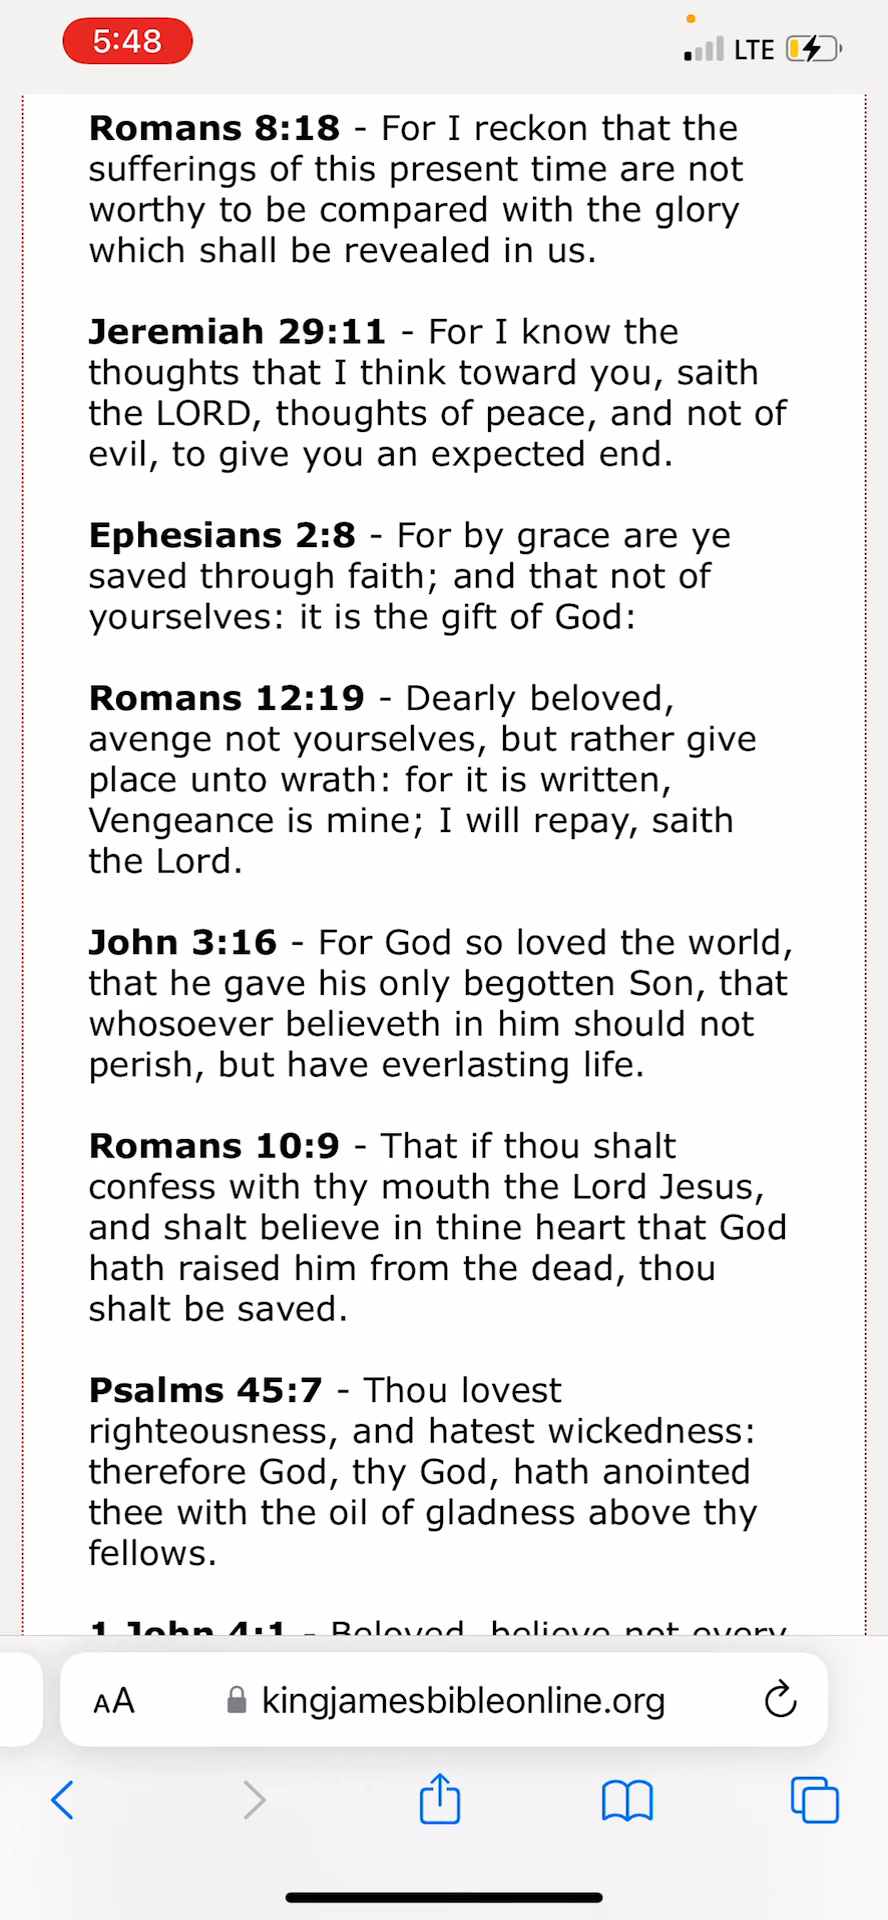 5:48
LTE
Romans 8:18 - For I reckon that the
sufferings of this present time are not
worthy to be compared with the glory
which shall be revealed in us.
Jeremiah 29:11 - For I know the
thoughts that I think toward you, saith
the LORD, thoughts of peace, and not of
evil, to give you an expected end.
Ephesians 2:8 - For by grace are ye
saved through faith; and that not of
yourselves: it is the gift of God:
Romans 12:19 - Dearly beloved,
avenge not yourselves, but rather give
place unto wrath: for it is written,
Vengeance is mine; I will repay, saith
the Lord.
John 3:16 - For God so loved the world,
that he gave his only begotten Son, that
whosoever believeth in him should not
perish, but have everlasting life.
Romans 10:9 - That if thou shalt
confess with thy mouth the Lord Jesus,
and shalt believe in thine heart that God
hath raised him from the dead, thou
shalt be saved.
Psalms 45:7 - Thou lovest
righteousness, and hatest wickedness:
therefore God, thy God, hath anointed
thee with the oil of gladness above thy
fellows.
1 John 4:1 - Beloved, believe not every
AA kingjamesbibleonline.org